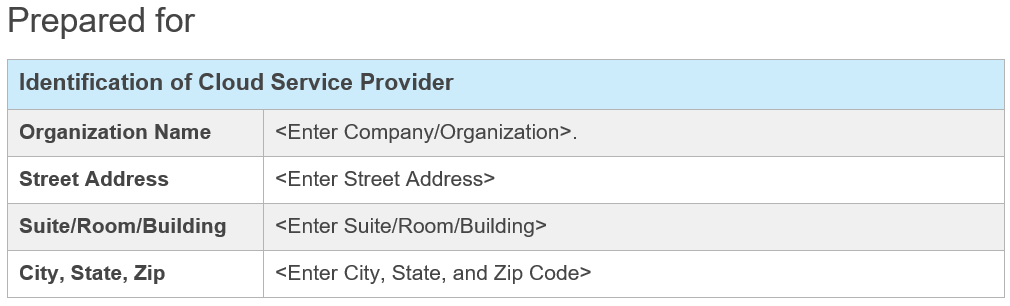 Prepared for
Identification of Cloud Service Provider
Organization Name <Enter Company/Organization>.
Street Address <Enter Street Address>
Suite/Room/Building <Enter Suite/Room/Building>
City, State, Zip <Enter City, State, and Zip Code>